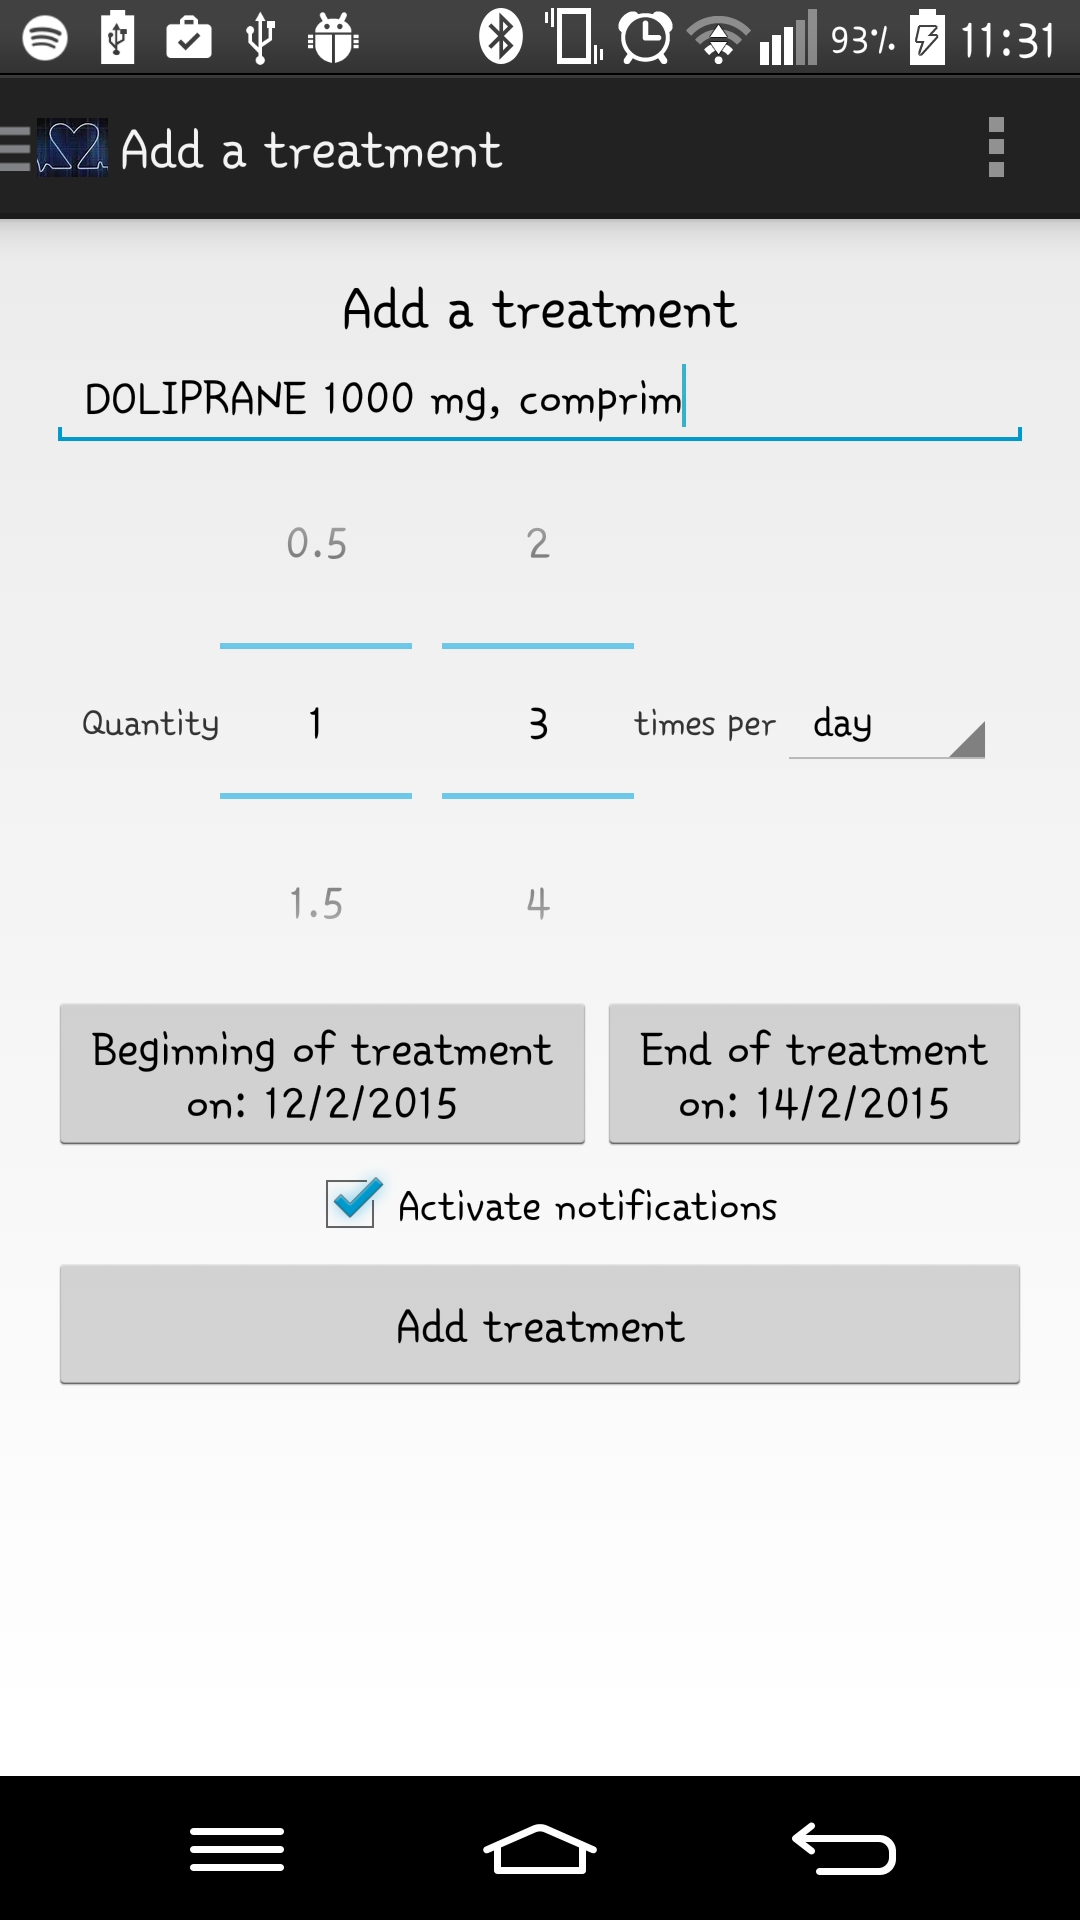 93% 11:31
Add a treatment
Add a treatment
DOLIPRANE 1000 mg, comprim
0.5 2
Quantity 1 3 times per day
1.5 4
Beginning of treatment
on: 12/2/2015
End of treatment
on: 14/2/2015
Activate notifications
Add treatment